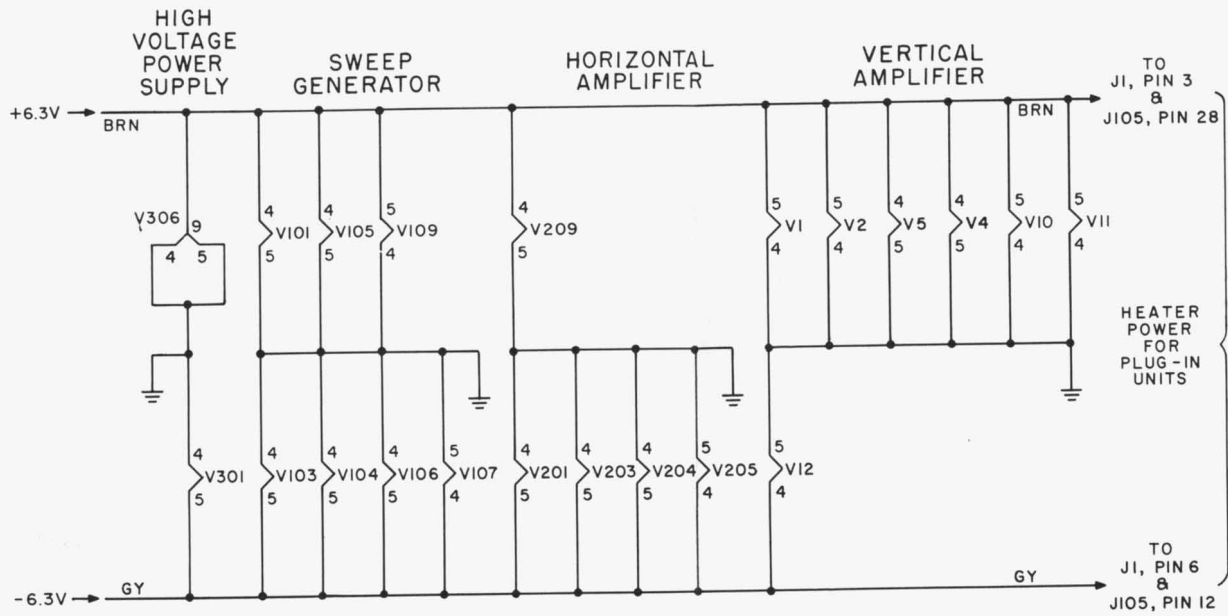 HIGH
VOLTAGE
POWER
SUPPLY
SWEEP
GENERATOR
HORIZONTAL
AMPLIFIER
VERTICAL
AMPLIFIER
TO
J1, PIN 3
&
J105, PIN 28
+6.3V
BRN
BRN
V306
9
4
5
4
V101
5
4
V105
5
5
V109
4
4
V209
5
5
V1
4
5
V2
4
4
V5
5
4
V4
5
5
V10
4
5
V11
4
HEATER
POWER
FOR
PLUG-IN
UNITS
4
V301
5
4
V103
5
4
V104
5
4
V106
5
5
V107
4
4
V201
5
4
V203
5
4
V204
5
5
V205
4
5
V12
4
-6.3V
GY
GY
TO
J1, PIN 6
&
J105, PIN 12